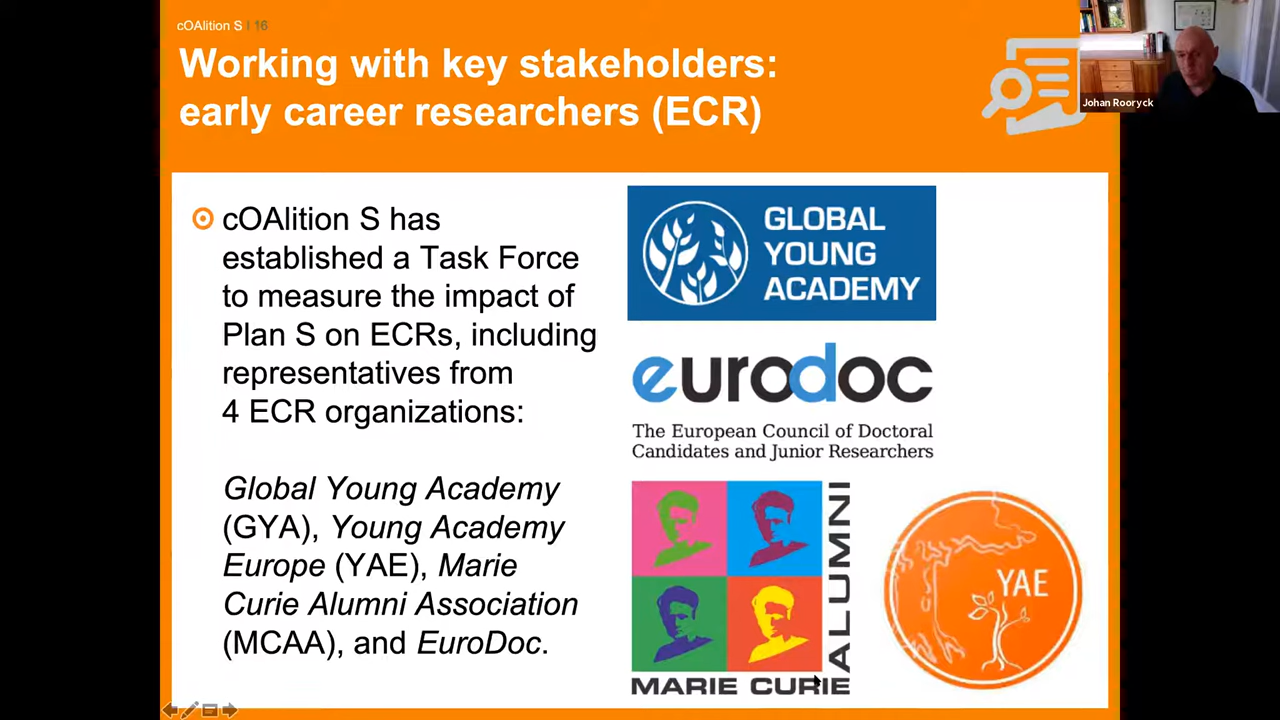 cOAlition S | 16
Working with key stakeholders:
early career researchers (ECR)
Johan Rooryck
cOAlition S has
established a Task Force
to measure the impact of
Plan S on ECRs, including
representatives from
4 ECR organizations:
Global Young Academy
(GYA), Young Academy
Europe (YAE), Marie
Curie Alumni Association
(MCAA), and EuroDoc.
GLOBAL
YOUNG
ACADEMY
eurodoc
The European Council of Doctoral
Candidates and Junior Researchers
MARIE CURIE
ALUMNI
YAE